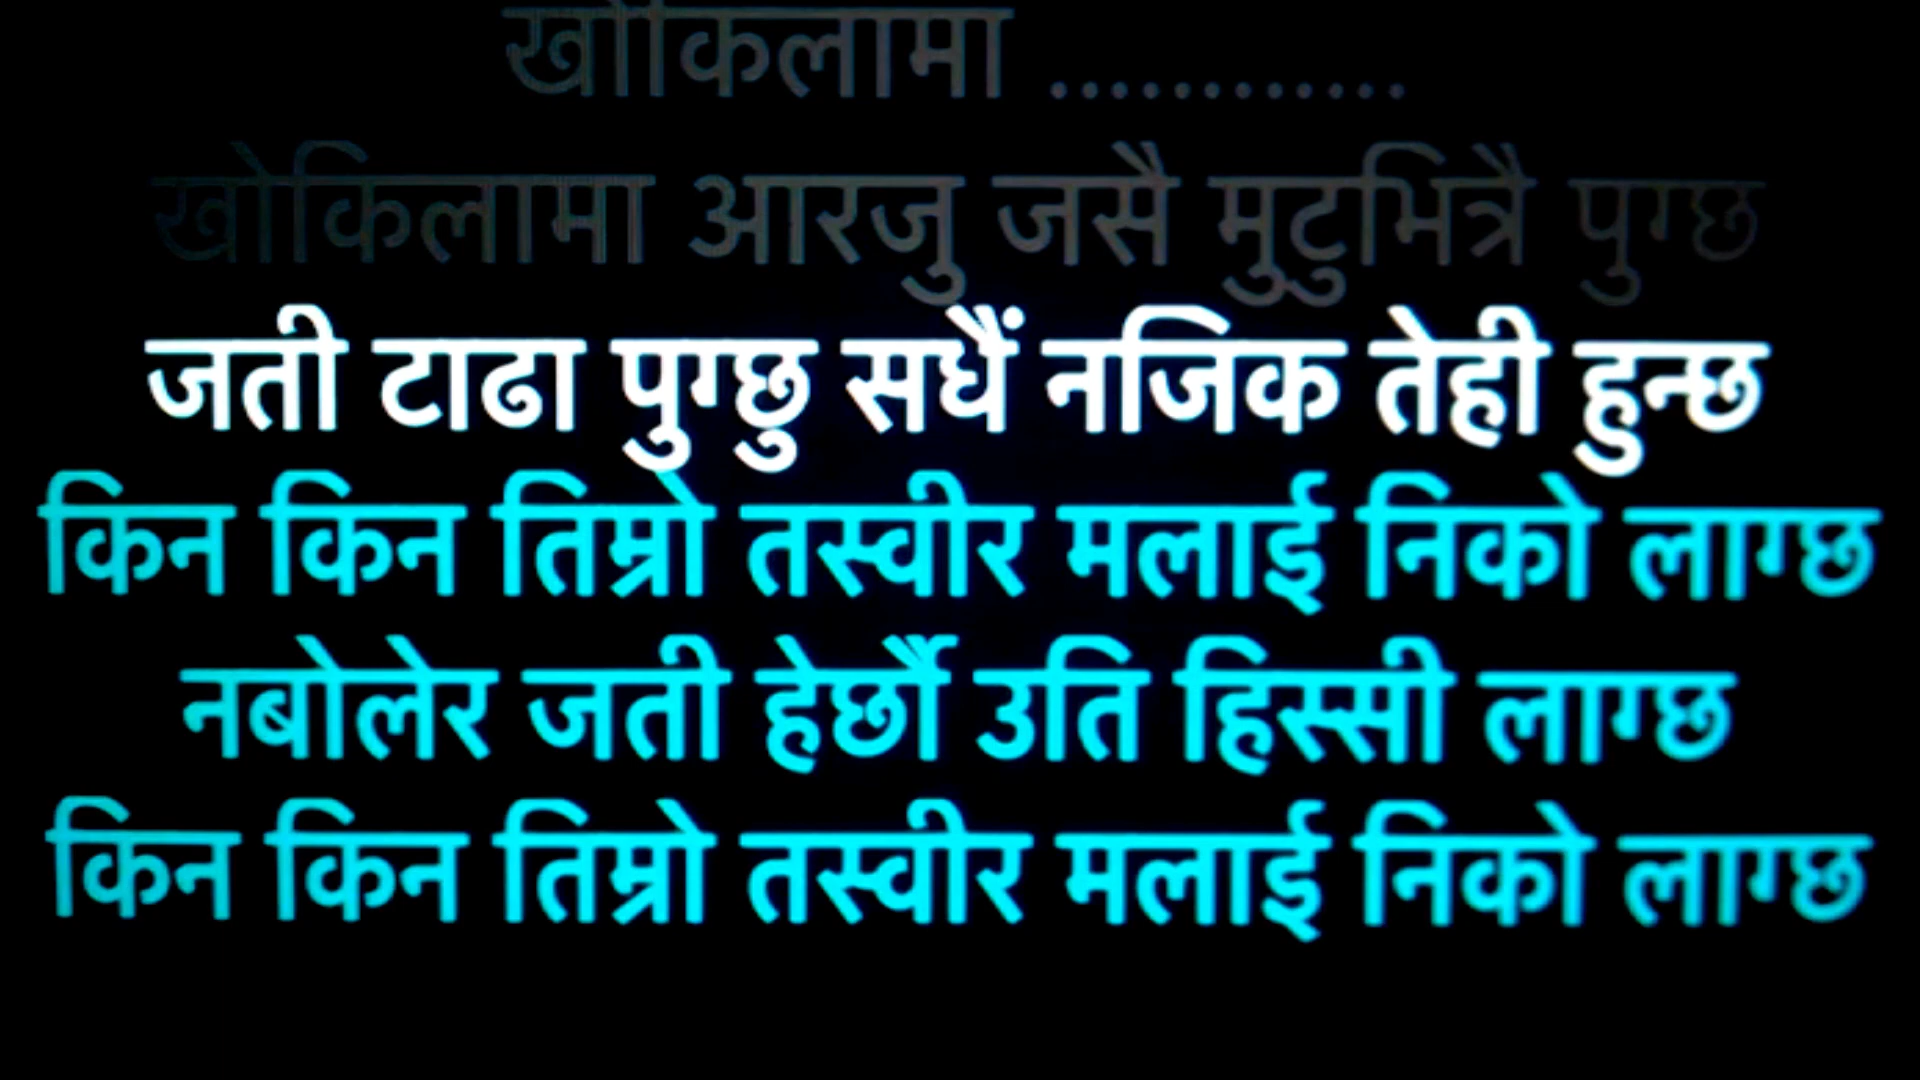 खोकिलामा ............
खोकिलामा आरजु जसै मुटुभित्रै पुग्छ
जती टाढा पुग्छु सधैं नजिक तेही हुन्छ
किन किन तिम्रो तस्वीर मलाई निको लाग्छ
नबोलेर जती हेर्छौ उति हिस्सी लाग्छ
किन किन तिम्रो तस्वीर मलाई निको लाग्छ